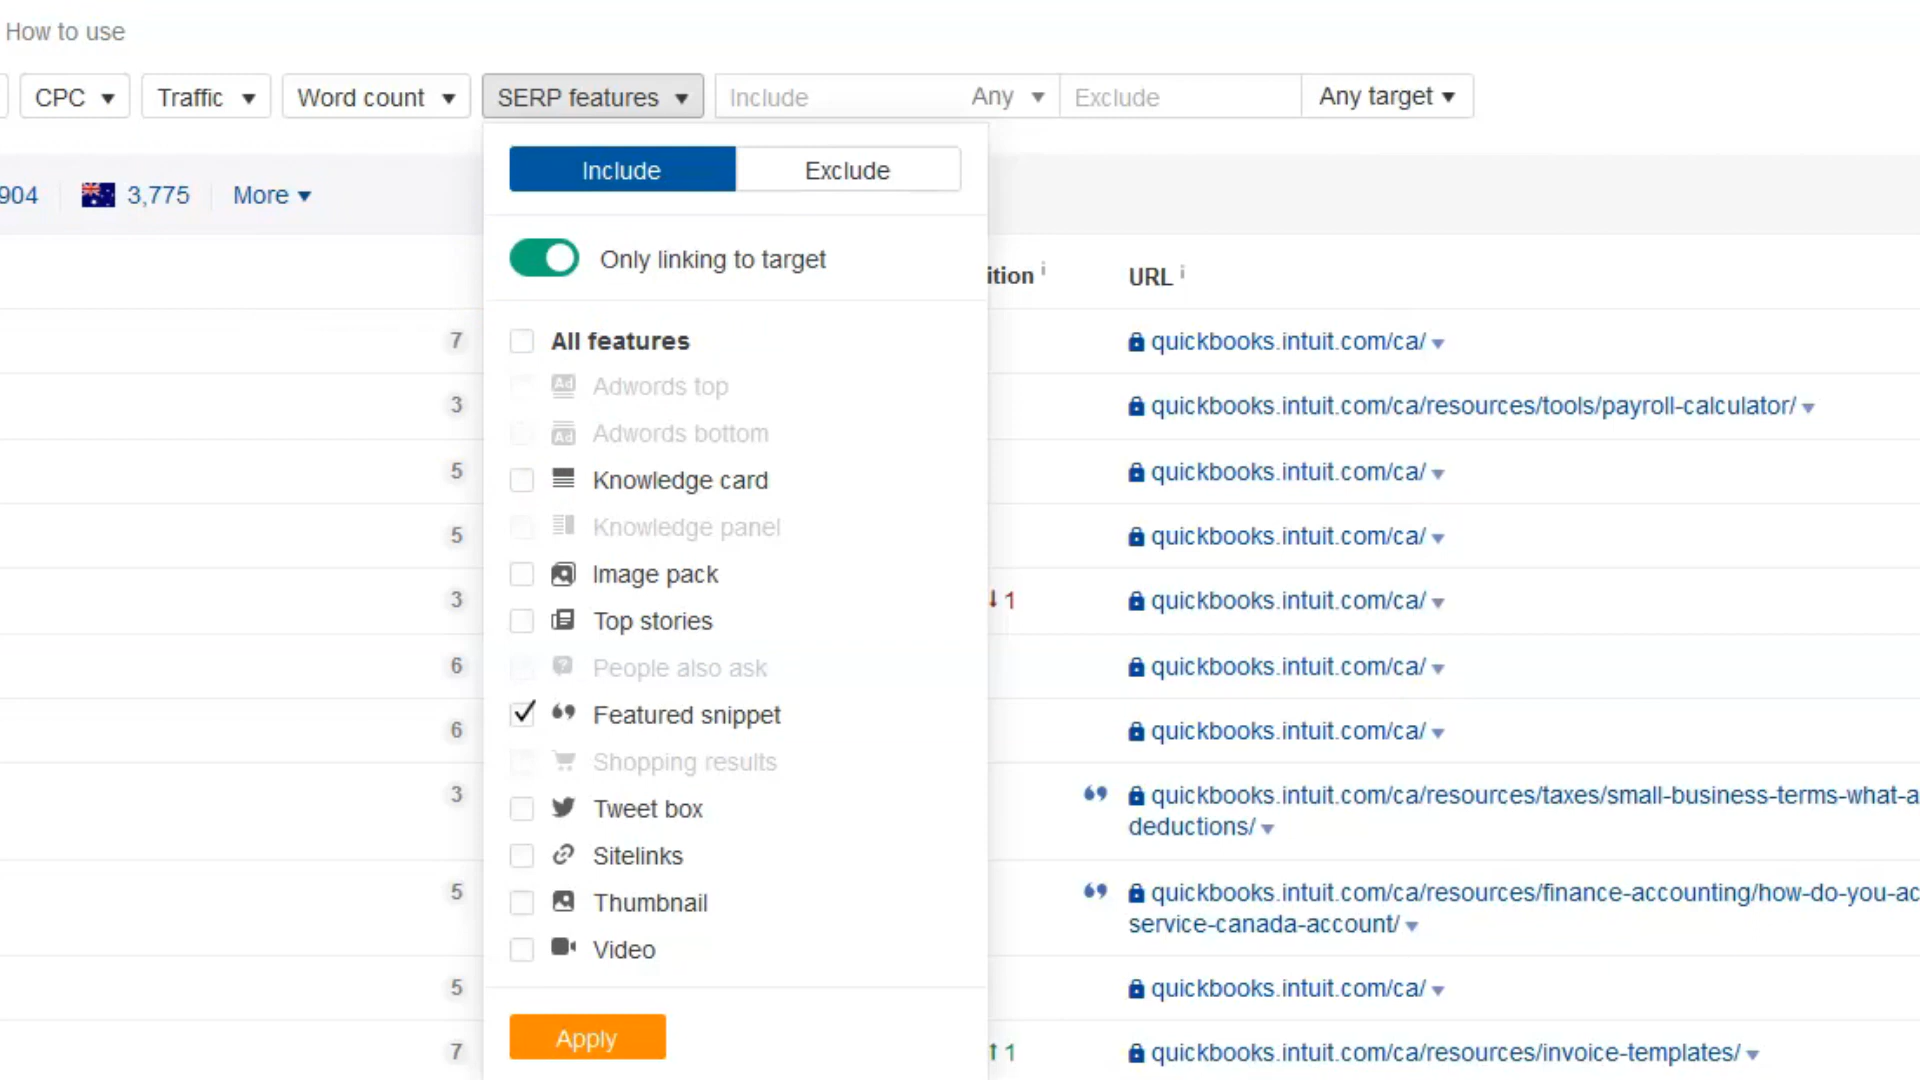 How to use
CPC Traffic Word count SERP features Include Any Exclude Any target
904 3,775 More
Include Exclude
Only linking to target
ition i URL i
All features
Adwords top
Adwords bottom
Knowledge card
Knowledge panel
Image pack
Top stories
People also ask
Featured snippet
Shopping results
Tweet box
Sitelinks
Thumbnail
Video
Apply
7 quickbooks.intuit.com/ca/
3 quickbooks.intuit.com/ca/resources/tools/payroll-calculator/
5 quickbooks.intuit.com/ca/
5 quickbooks.intuit.com/ca/
3 ↓1 quickbooks.intuit.com/ca/
6 quickbooks.intuit.com/ca/
6 quickbooks.intuit.com/ca/
3 quickbooks.intuit.com/ca/resources/taxes/small-business-terms-what-a
deductions/
5 quickbooks.intuit.com/ca/resources/finance-accounting/how-do-you-ac
service-canada-account/
5 quickbooks.intuit.com/ca/
7 ↑1 quickbooks.intuit.com/ca/resources/invoice-templates/